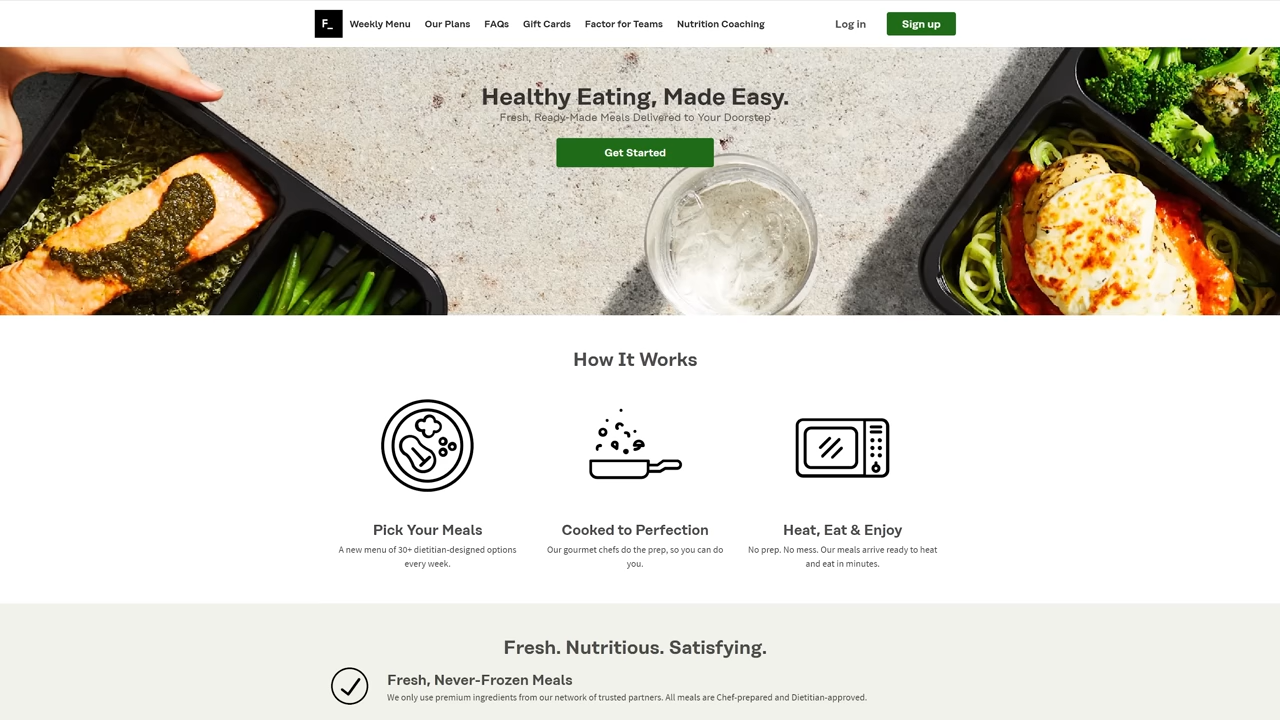 F_
Weekly Menu
Our Plans
FAQs
Gift Cards
Factor for Teams
Nutrition Coaching
Log in
Sign up
Healthy Eating, Made Easy.
Fresh, Ready-Made Meals Delivered to Your Doorstep
Get Started
How It Works
Pick Your Meals
A new menu of 30+ dietitian-designed options
every week.
Cooked to Perfection
Our gourmet chefs do the prep, so you can do
you.
Heat, Eat & Enjoy
No prep. No mess. Our meals arrive ready to heat
and eat in minutes.
Fresh. Nutritious. Satisfying.
Fresh, Never-Frozen Meals
We only use premium ingredients from our network of trusted partners. All meals are Chef-prepared and Dietitian-approved.